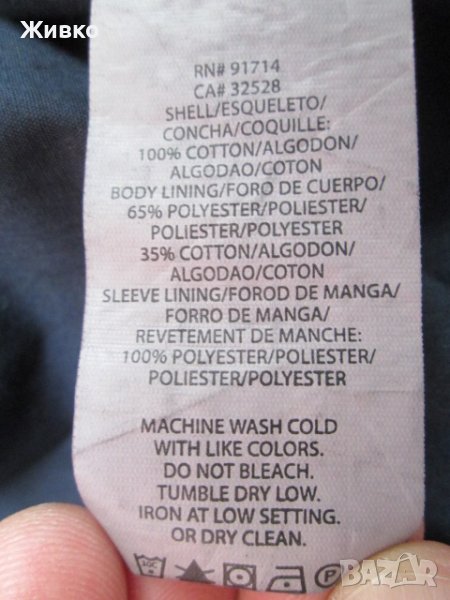 Живко
RN# 91714
CA# 32528
SHELL/ESQUELETO/
CONCHA/COQUILLE:
100% COTTON/ALGODON/
ALGODAO/COTON
BODY LINING/FORO DE CUERPO/
65% POLYESTER/POLIESTER/
POLIESTER/POLYESTER
35% COTTON/ALGODON/
ALGODAO/COTON
SLEEVE LINING/FOROD DE MANGA/
FORRO DE MANGA/
REVETEMENT DE MANCHE:
100% POLYESTER/POLIESTER/
POLIESTER/POLYESTER
MACHINE WASH COLD
WITH LIKE COLORS.
DO NOT BLEACH.
TUMBLE DRY LOW.
IRON AT LOW SETTING.
OR DRY CLEAN.
P
bazar.bg